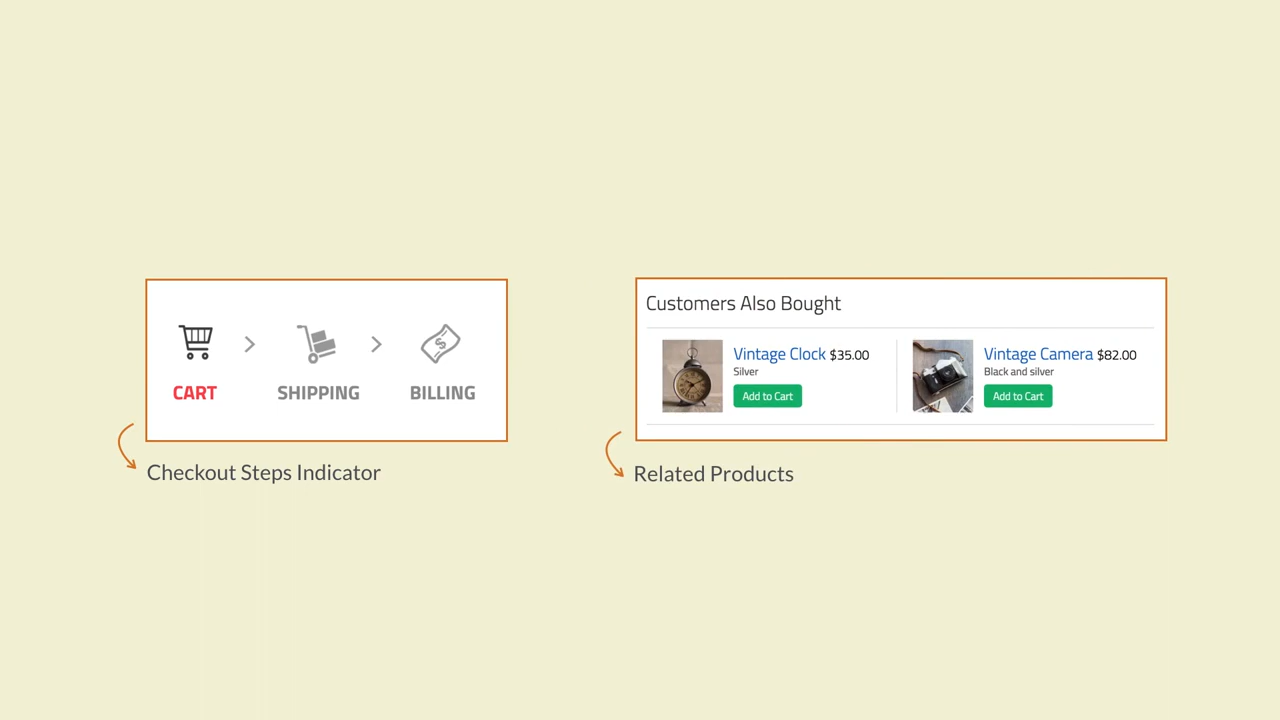 CART
SHIPPING
BILLING
Checkout Steps Indicator
Customers Also Bought
Vintage Clock $35.00
Silver
Add to Cart
Vintage Camera $82.00
Black and silver
Add to Cart
Related Products